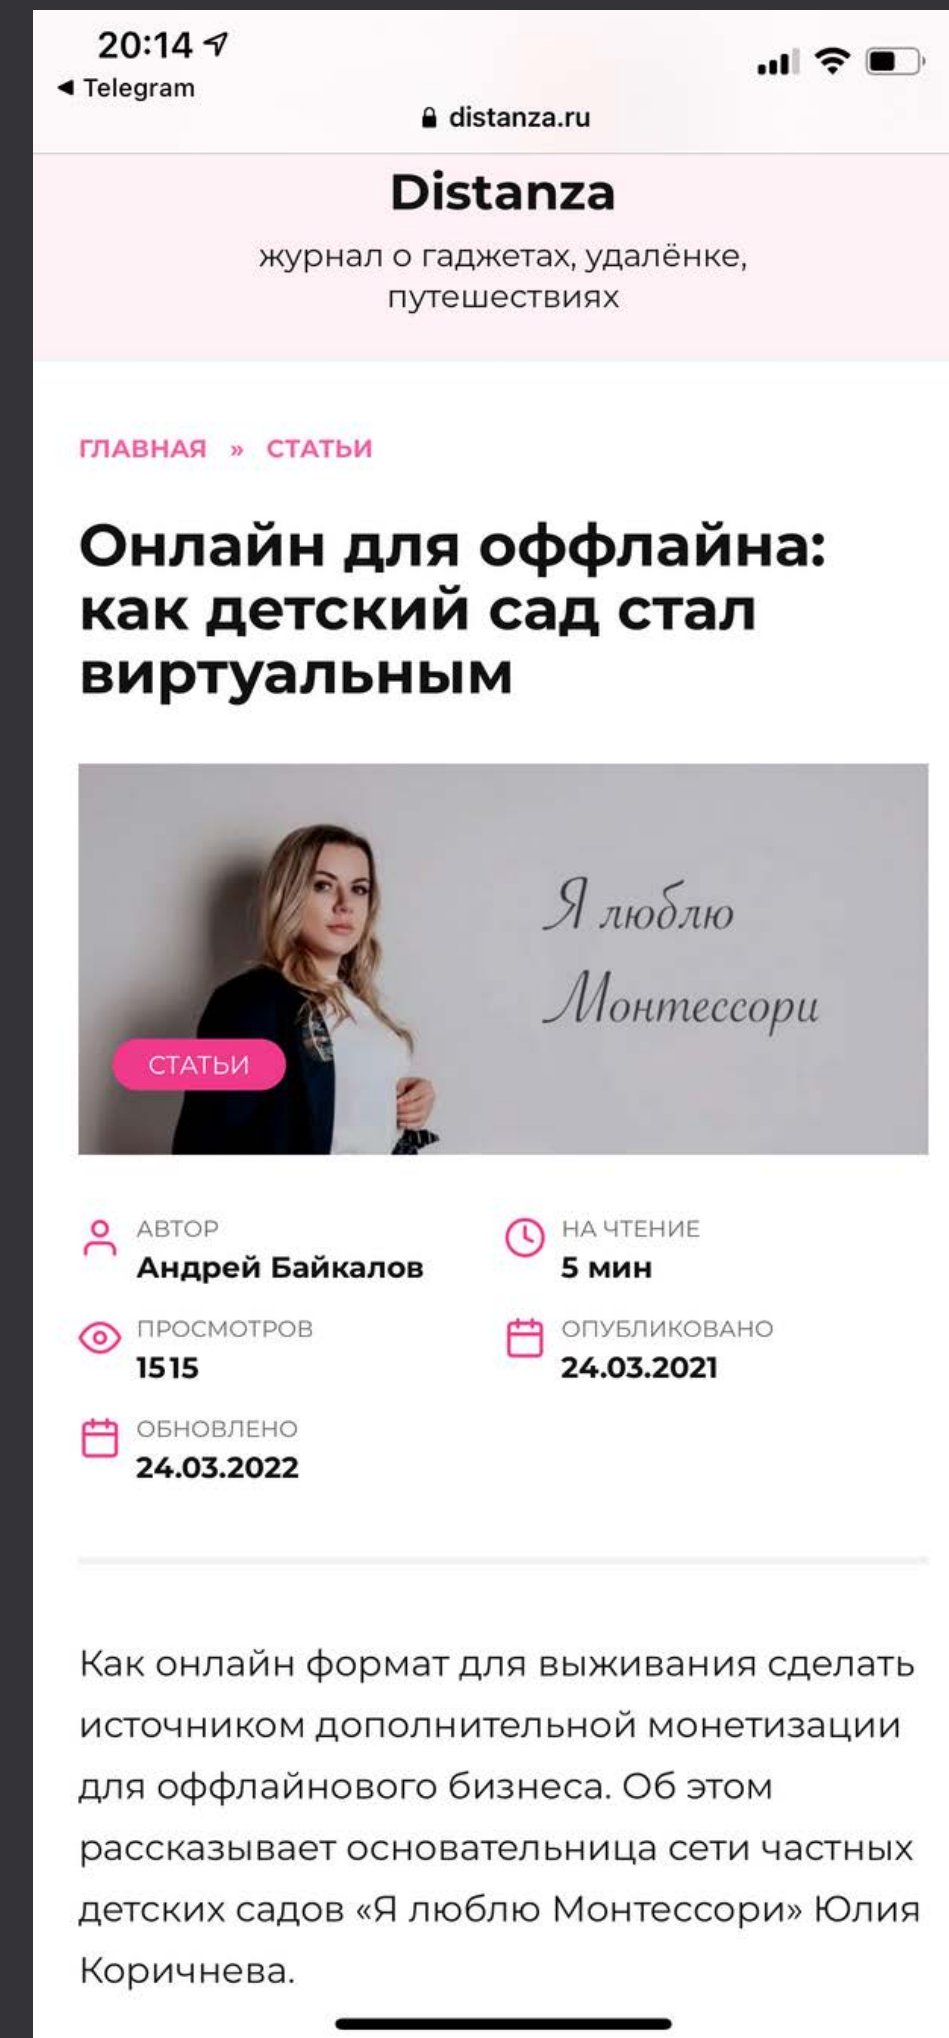 20:14
Telegram
distanza.ru
Distanza
журнал о гаджетах, удалёнке,
путешествиях
ГЛАВНАЯ » СТАТЬИ
Онлайн для оффлайна:
как детский сад стал
виртуальным
Я люблю
Монтессори
СТАТЬИ
АВТОР
Андрей Байкалов
НА ЧТЕНИЕ
5 мин
ПРОСМОТРОВ
1515
ОПУБЛИКОВАНО
24.03.2021
ОБНОВЛЕНО
24.03.2022
Как онлайн формат для выживания сделать
источником дополнительной монетизации
для оффлайнового бизнеса. Об этом
рассказывает основательница сети частных
детских садов «Я люблю Монтессори» Юлия
Коричнева.